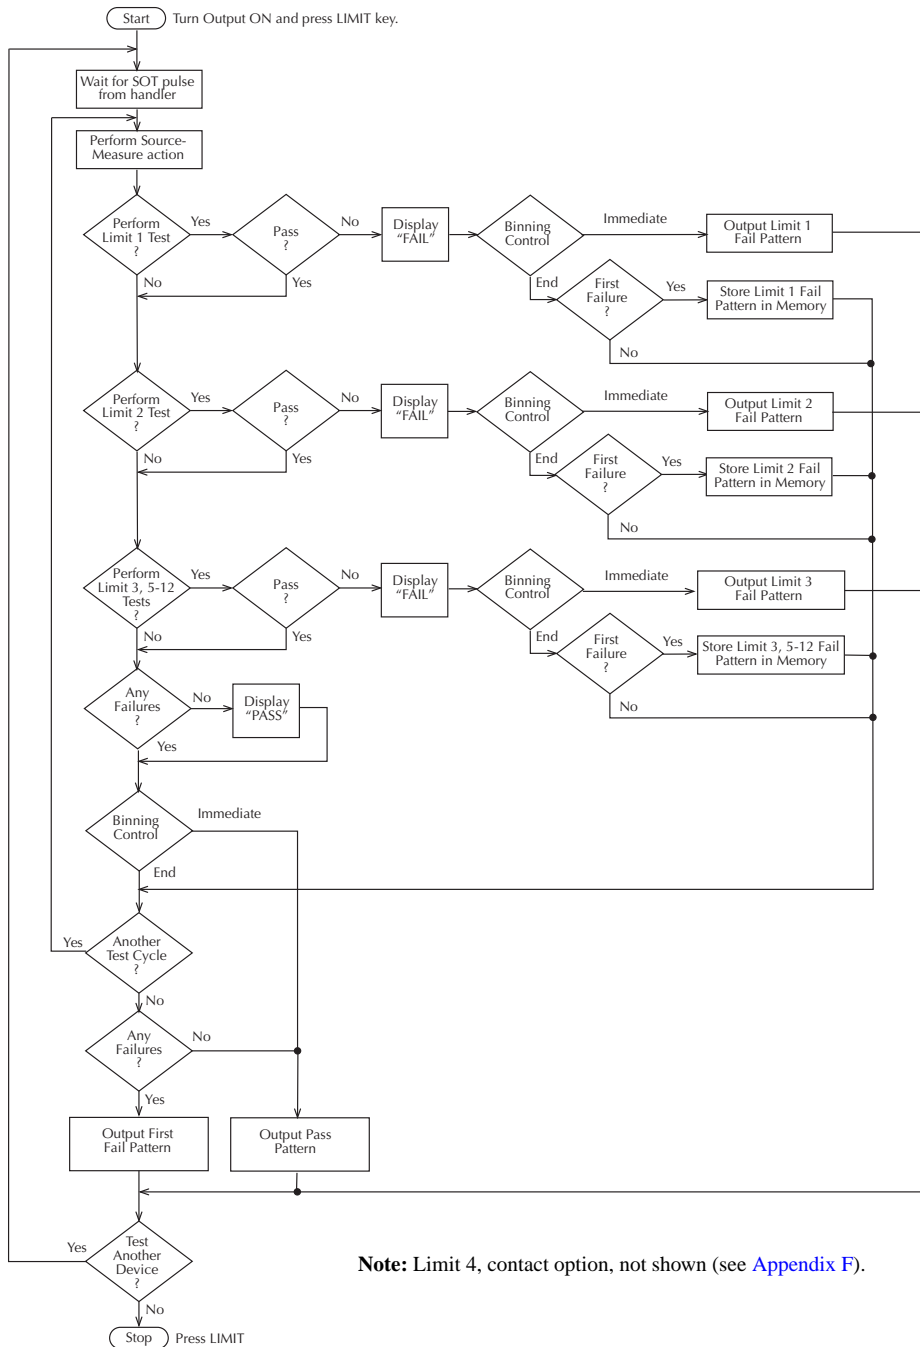 Start
Turn Output ON and press LIMIT key.
Wait for SOT pulse
from handler
Perform Source-
Measure action
Perform
Limit 1 Test
?
Yes
No
Pass
?
No
Yes
Display
“FAIL”
Binning
Control
Immediate
End
Output Limit 1
Fail Pattern
First
Failure
?
Yes
No
Store Limit 1 Fail
Pattern in Memory
Perform
Limit 2 Test
?
Yes
No
Pass
?
No
Yes
Display
“FAIL”
Binning
Control
Immediate
End
Output Limit 2
Fail Pattern
First
Failure
?
Yes
No
Store Limit 2 Fail
Pattern in Memory
Perform
Limit 3, 5-12
Tests
?
Yes
No
Pass
?
No
Yes
Display
“FAIL”
Binning
Control
Immediate
End
Output Limit 3
Fail Pattern
First
Failure
?
Yes
No
Store Limit 3, 5-12 Fail
Pattern in Memory
Any
Failures
?
No
Yes
Display
“PASS”
Binning
Control
Immediate
End
Another
Test Cycle
?
Yes
No
Any
Failures
?
No
Yes
Output First
Fail Pattern
Output Pass
Pattern
Test
Another
Device
?
Yes
No
Note: Limit 4, contact option, not shown (see Appendix F).
Stop
Press LIMIT